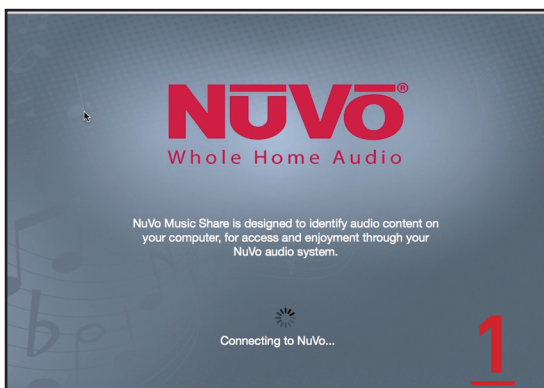 NŪVŌ®
Whole Home Audio
NuVo Music Share is designed to identify audio content on
your computer, for access and enjoyment through your
NuVo audio system.
Connecting to NuVo...
1